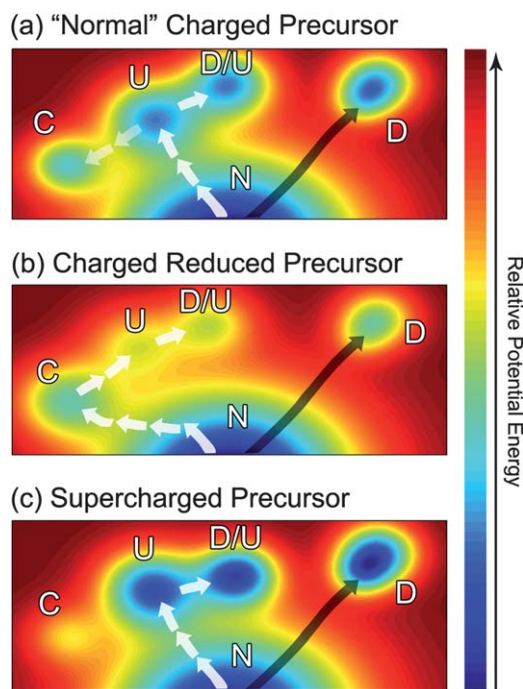 (a) “Normal” Charged Precursor
U
D/U
C
N
D
(b) Charged Reduced Precursor
U
D/U
C
N
D
(c) Supercharged Precursor
U
D/U
C
N
D
Relative Potential Energy